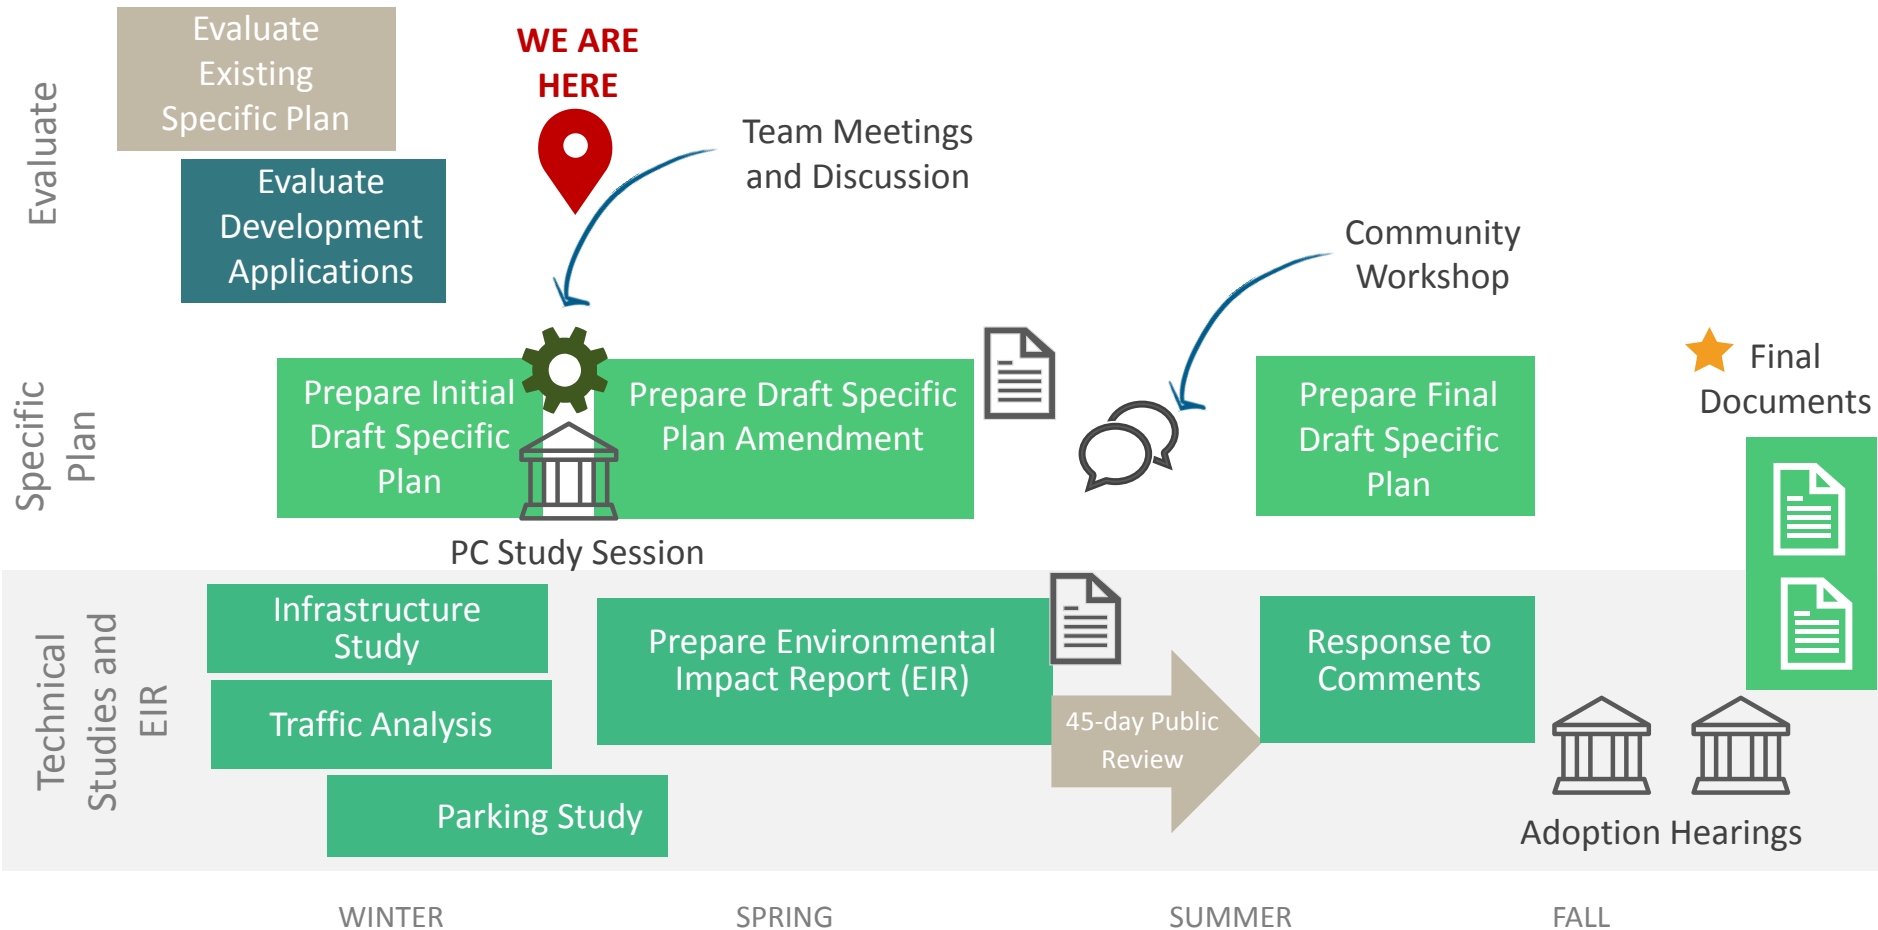 Evaluate
Evaluate
Existing
Specific Plan
Evaluate
Development
Applications
WE ARE
HERE
Team Meetings
and Discussion
Community
Workshop
Specific
Plan
Prepare Initial
Draft Specific
Plan
Prepare Draft Specific
Plan Amendment
Prepare Final
Draft Specific
Plan
Final
Documents
PC Study Session
Technical
Studies and
EIR
Infrastructure
Study
Traffic Analysis
Parking Study
Prepare Environmental
Impact Report (EIR)
45-day Public
Review
Response to
Comments
Adoption Hearings
WINTER
SPRING
SUMMER
FALL